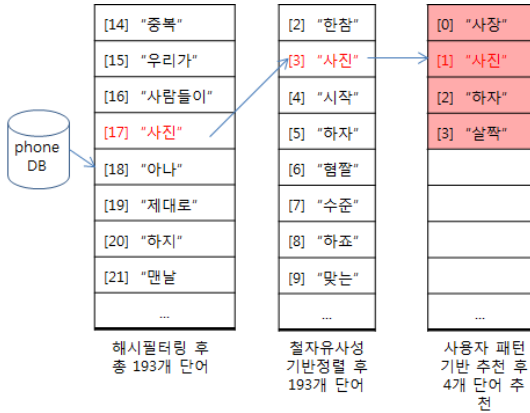 phone
DB
[14] "중복"
[15] "우리가"
[16] "사람들이"
[17] "사진"
[18] "아나"
[19] "제대로"
[20] "하지"
[21] "맨날
...
해시필터링 후
총 193개 단어
[2] "한참"
[3] "사진"
[4] "시작"
[5] "하자"
[6] "혐짤"
[7] "수준"
[8] "하죠"
[9] "맞는"
...
철자유사성
기반정렬 후
193개 단어
[0] "사장"
[1] "사진"
[2] "하자"
[3] "살짝"
...
사용자 패턴
기반 추천 후
4개 단어 추
천